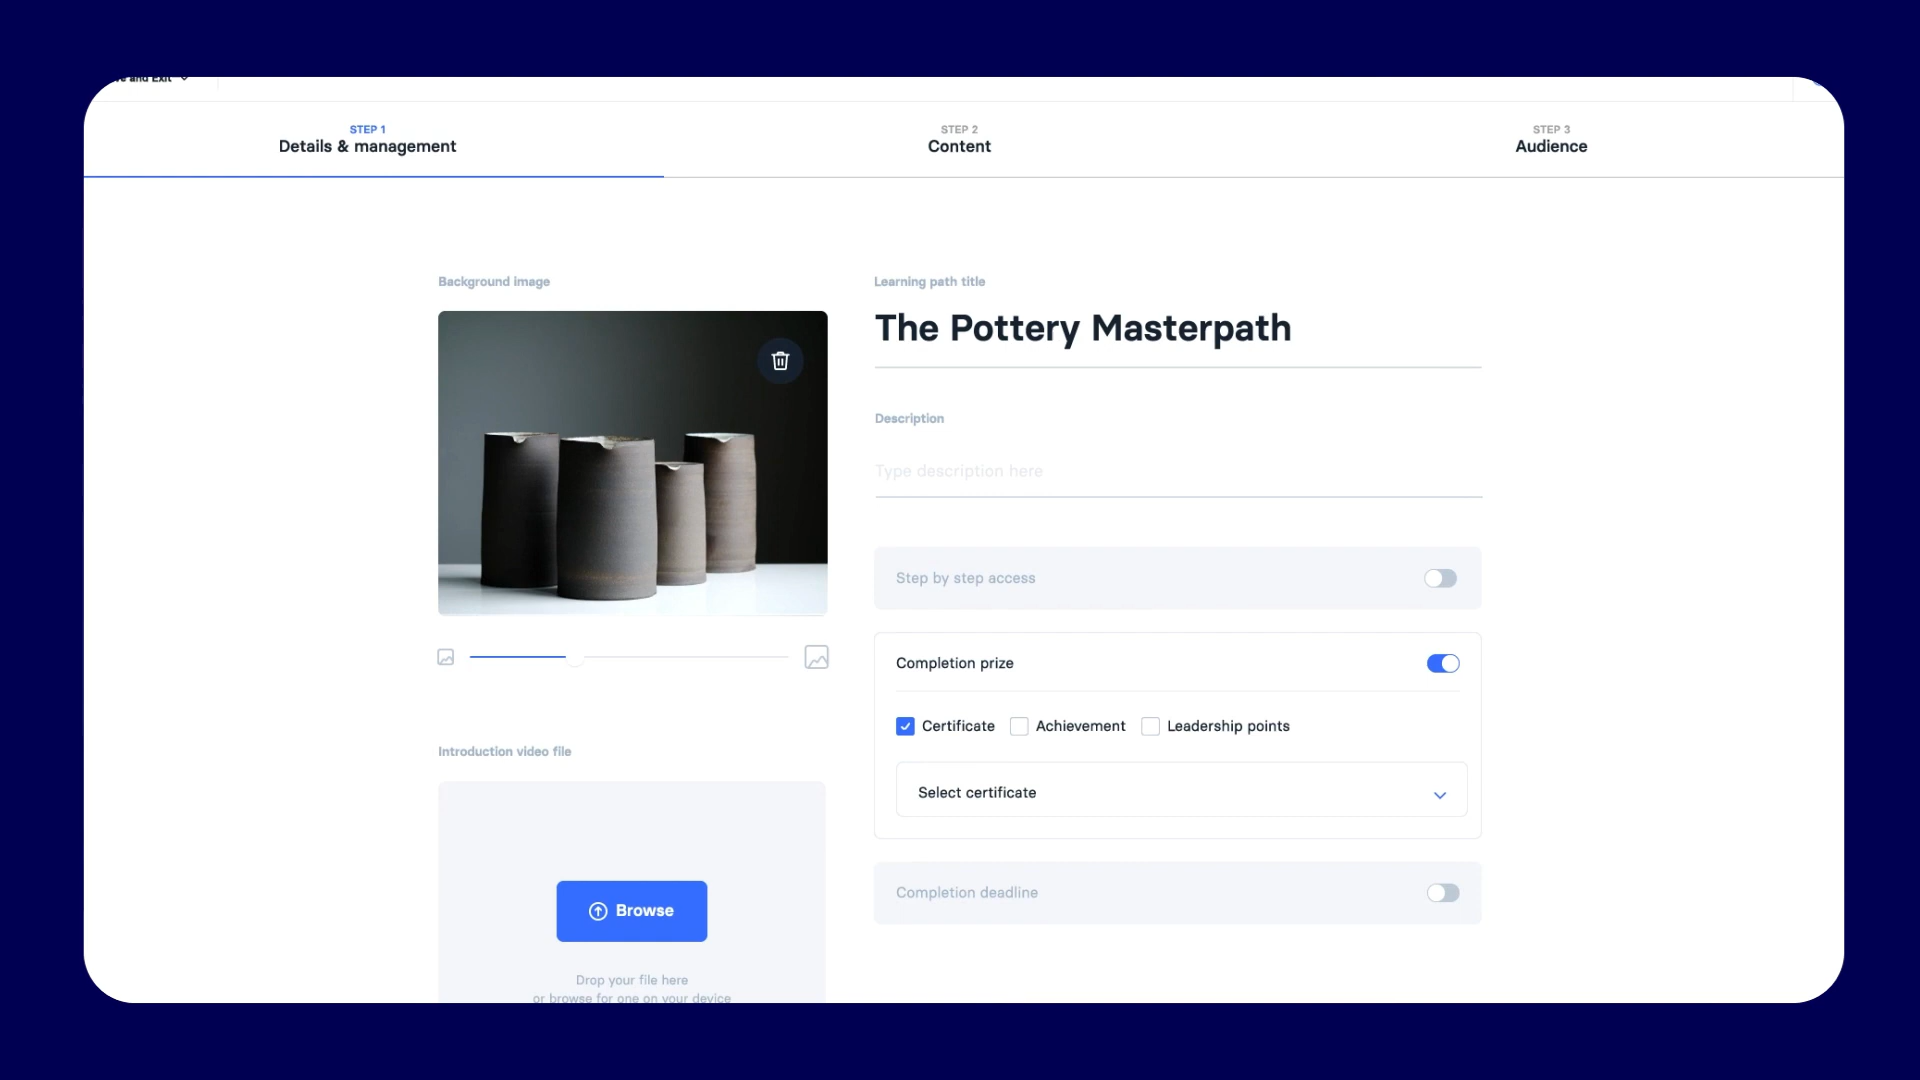 and Exit
STEP 1
Details & management
STEP 2
Content
STEP 3
Audience
Background image
Learning path title
The Pottery Masterpath
Description
Type description here
Step by step access
Completion prize
Certificate
Achievement
Leadership points
Select certificate
Completion deadline
Introduction video file
Browse
Drop your file here
or browse for one on your device